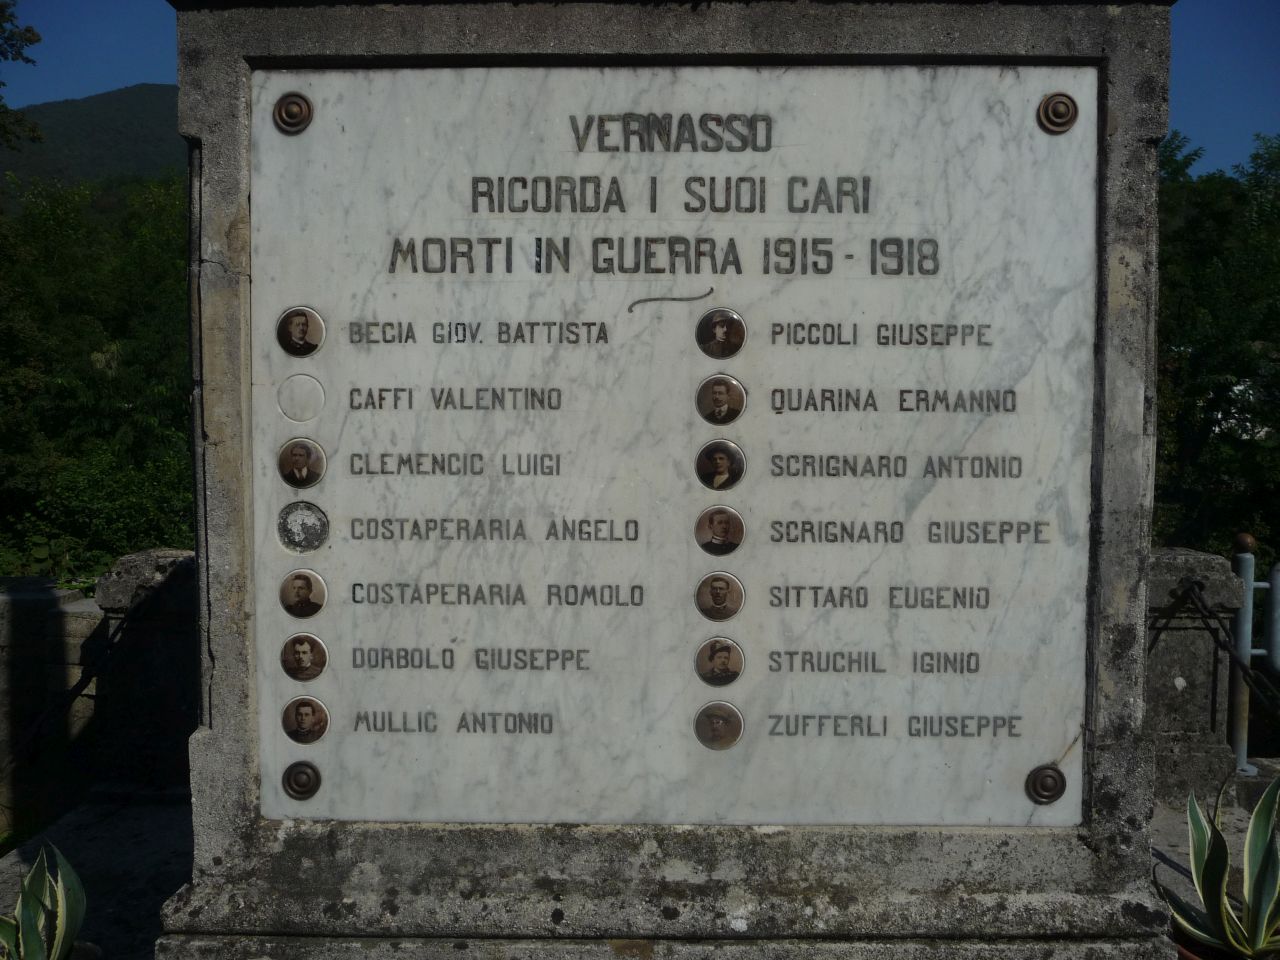 VERNASSO
RICORDA I SUOI CARI
MORTI IN GUERRA 1915-1918
BECIA GIOV. BATTISTA
CAFFI VALENTINO
CLEMENCIC LUIGI
COSTAPERARIA ANGELO
COSTAPERARIA ROMOLO
DORBOLO GIUSEPPE
MULLIC ANTONIO
PICCOLI GIUSEPPE
QUARINA ERMANNO
SCRIGNARO ANTONIO
SCRIGNARO GIUSEPPE
SITTARO EUGENIO
STRUCHIL IGINIO
ZUFFERLI GIUSEPPE